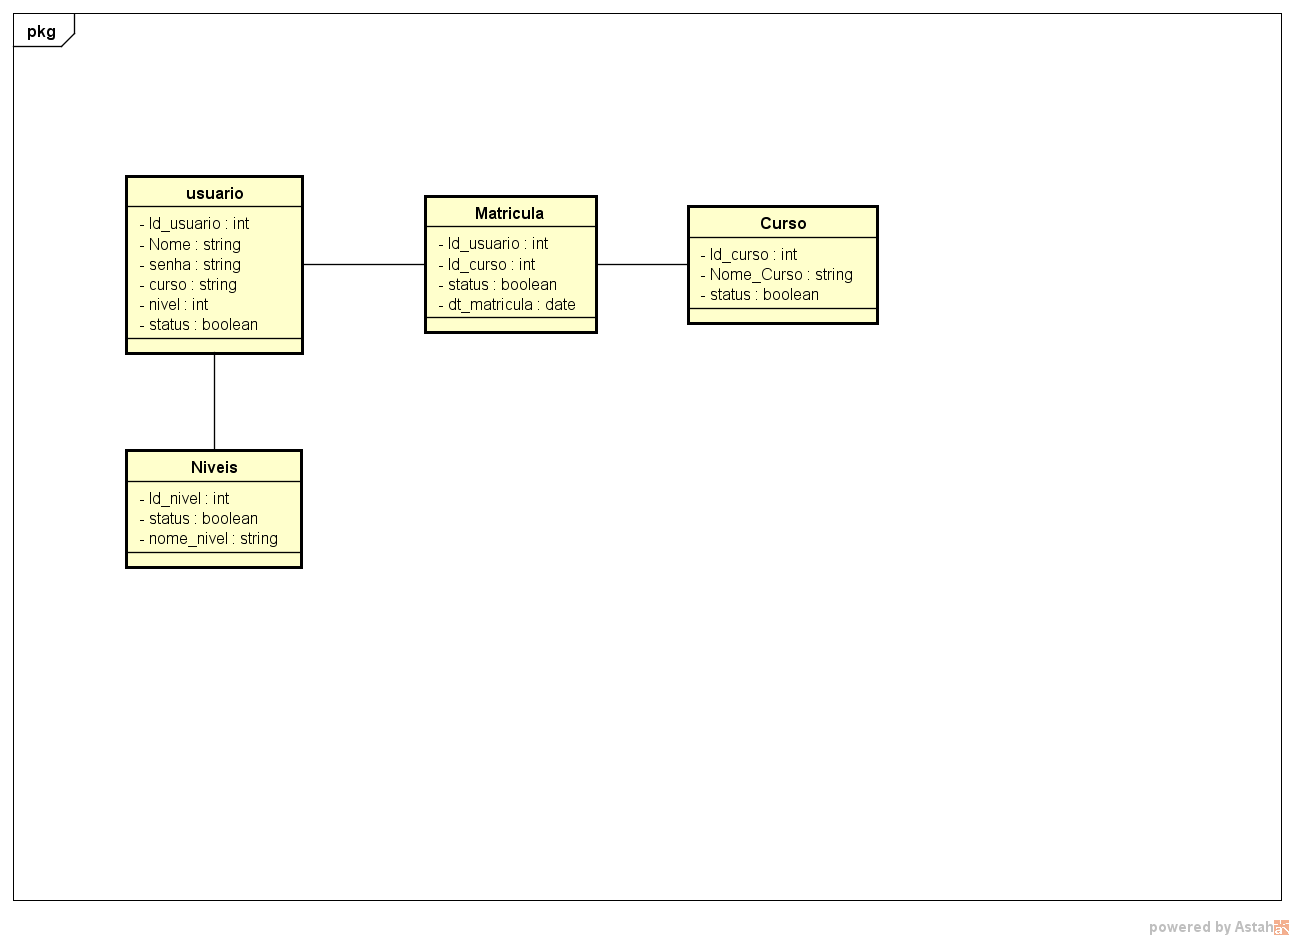 pkg
usuario
- Id_usuario : int
- Nome : string
- senha : string
- curso : string
- nivel : int
- status : boolean
Matricula
- Id_usuario : int
- Id_curso : int
- status : boolean
- dt_matricula : date
Curso
- Id_curso : int
- Nome_Curso : string
- status : boolean
Niveis
- Id_nivel : int
- status : boolean
- nome_nivel : string
powered by Astah